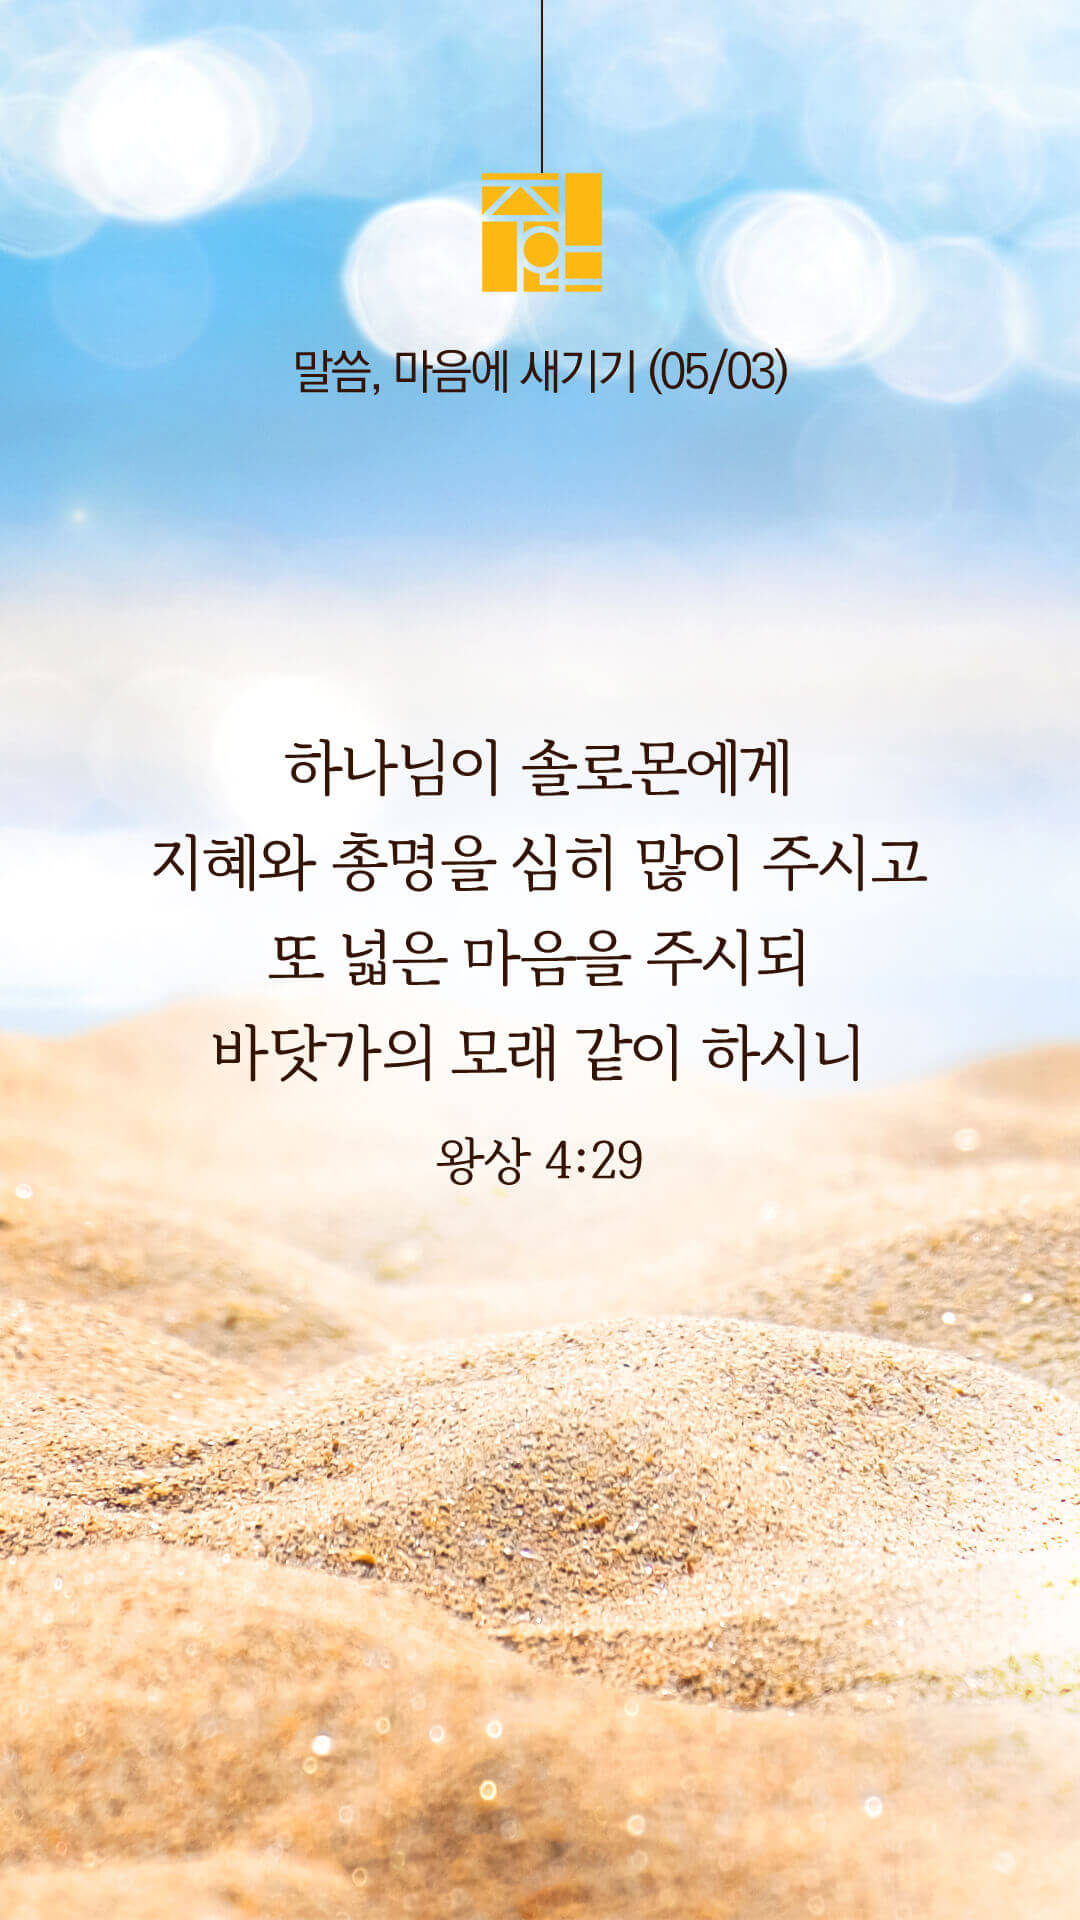 말씀, 마음에 새기기 (05/03)
하나님이 솔로몬에게
지혜와 총명을 심히 많이 주시고
또 넓은 마음을 주시되
바닷가의 모래 같이 하시니
왕상 4:29